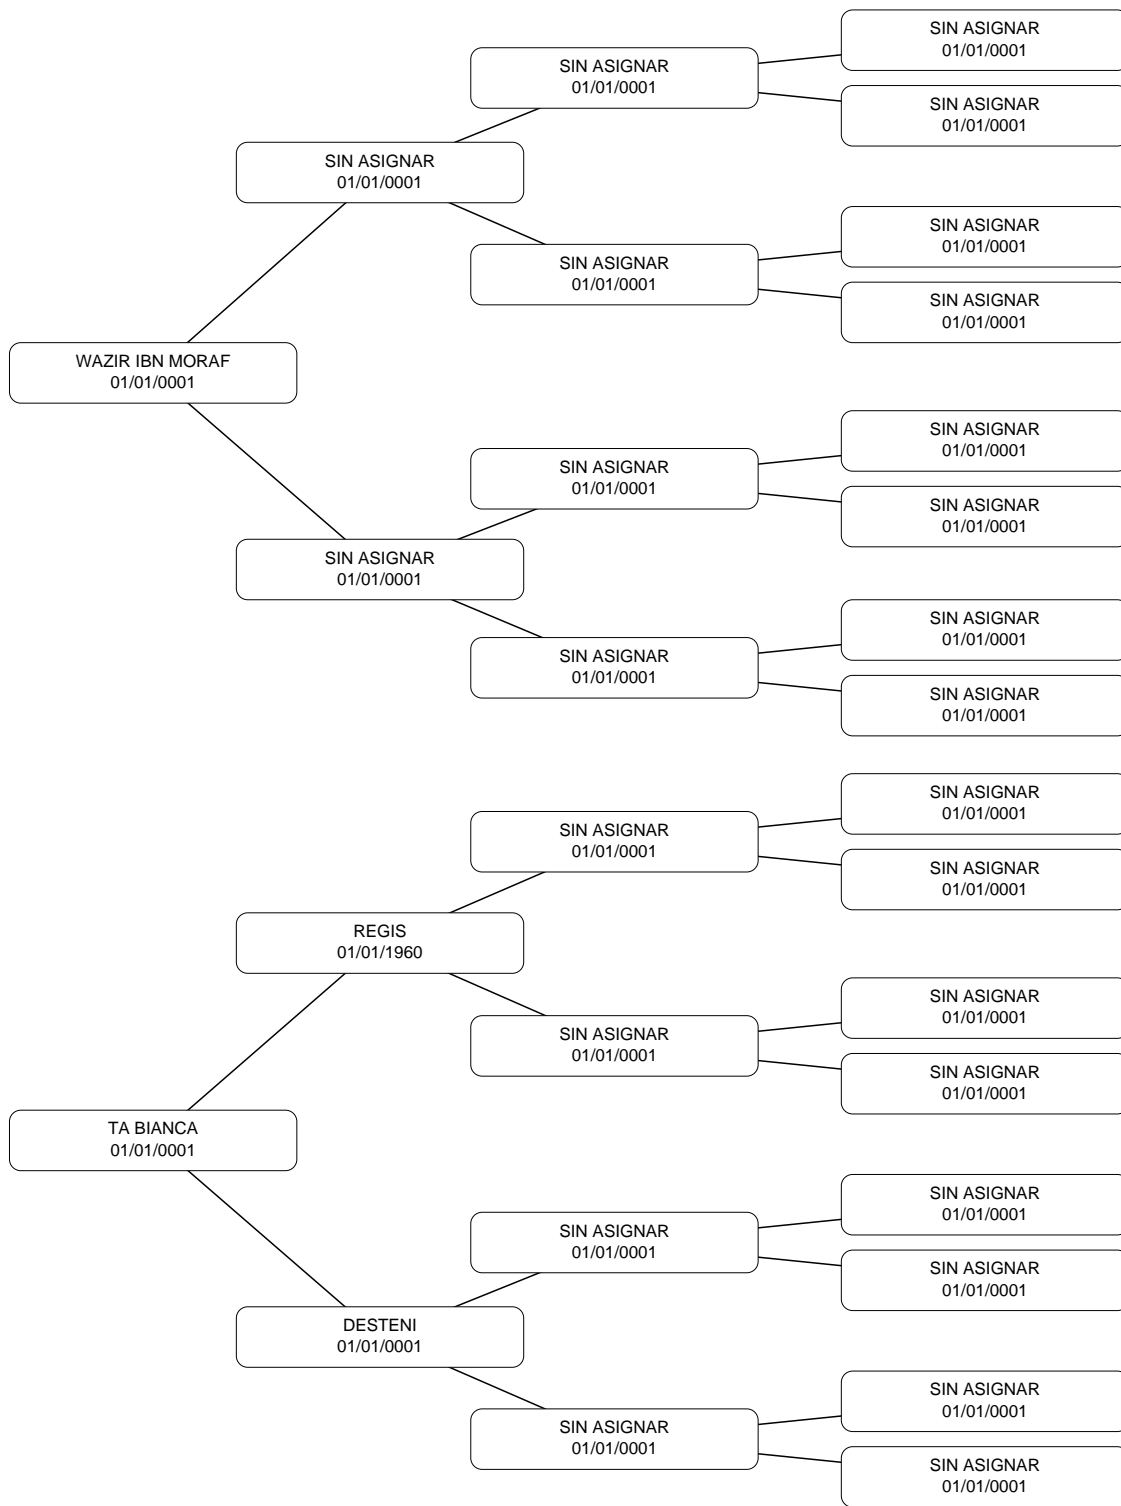 SIN ASIGNAR
01/01/0001
SIN ASIGNAR
01/01/0001
SIN ASIGNAR
01/01/0001
SIN ASIGNAR
01/01/0001
SIN ASIGNAR
01/01/0001
SIN ASIGNAR
01/01/0001
SIN ASIGNAR
01/01/0001
WAZIR IBN MORAF
01/01/0001
SIN ASIGNAR
01/01/0001
SIN ASIGNAR
01/01/0001
SIN ASIGNAR
01/01/0001
SIN ASIGNAR
01/01/0001
SIN ASIGNAR
01/01/0001
SIN ASIGNAR
01/01/0001
SIN ASIGNAR
01/01/0001
SIN ASIGNAR
01/01/0001
SIN ASIGNAR
01/01/0001
SIN ASIGNAR
01/01/0001
REGIS
01/01/1960
SIN ASIGNAR
01/01/0001
SIN ASIGNAR
01/01/0001
SIN ASIGNAR
01/01/0001
TA BIANCA
01/01/0001
SIN ASIGNAR
01/01/0001
SIN ASIGNAR
01/01/0001
SIN ASIGNAR
01/01/0001
DESTENI
01/01/0001
SIN ASIGNAR
01/01/0001
SIN ASIGNAR
01/01/0001
SIN ASIGNAR
01/01/0001